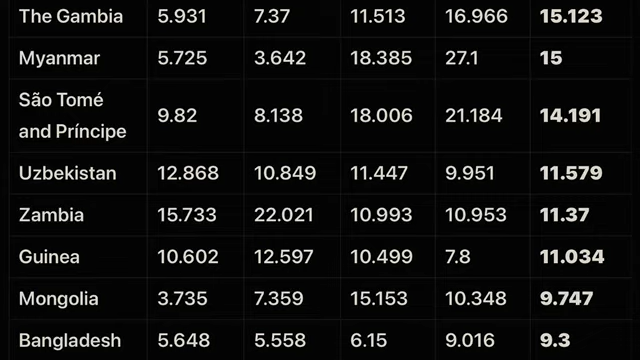 The Gambia 5.931 7.37 11.513 16.966 15.123
Myanmar 5.725 3.642 18.385 27.1 15
São Tomé
and Príncipe 9.82 8.138 18.006 21.184 14.191
Uzbekistan 12.868 10.849 11.447 9.951 11.579
Zambia 15.733 22.021 10.993 10.953 11.37
Guinea 10.602 12.597 10.499 7.8 11.034
Mongolia 3.735 7.359 15.153 10.348 9.747
Bangladesh 5.648 5.558 6.15 9.016 9.3